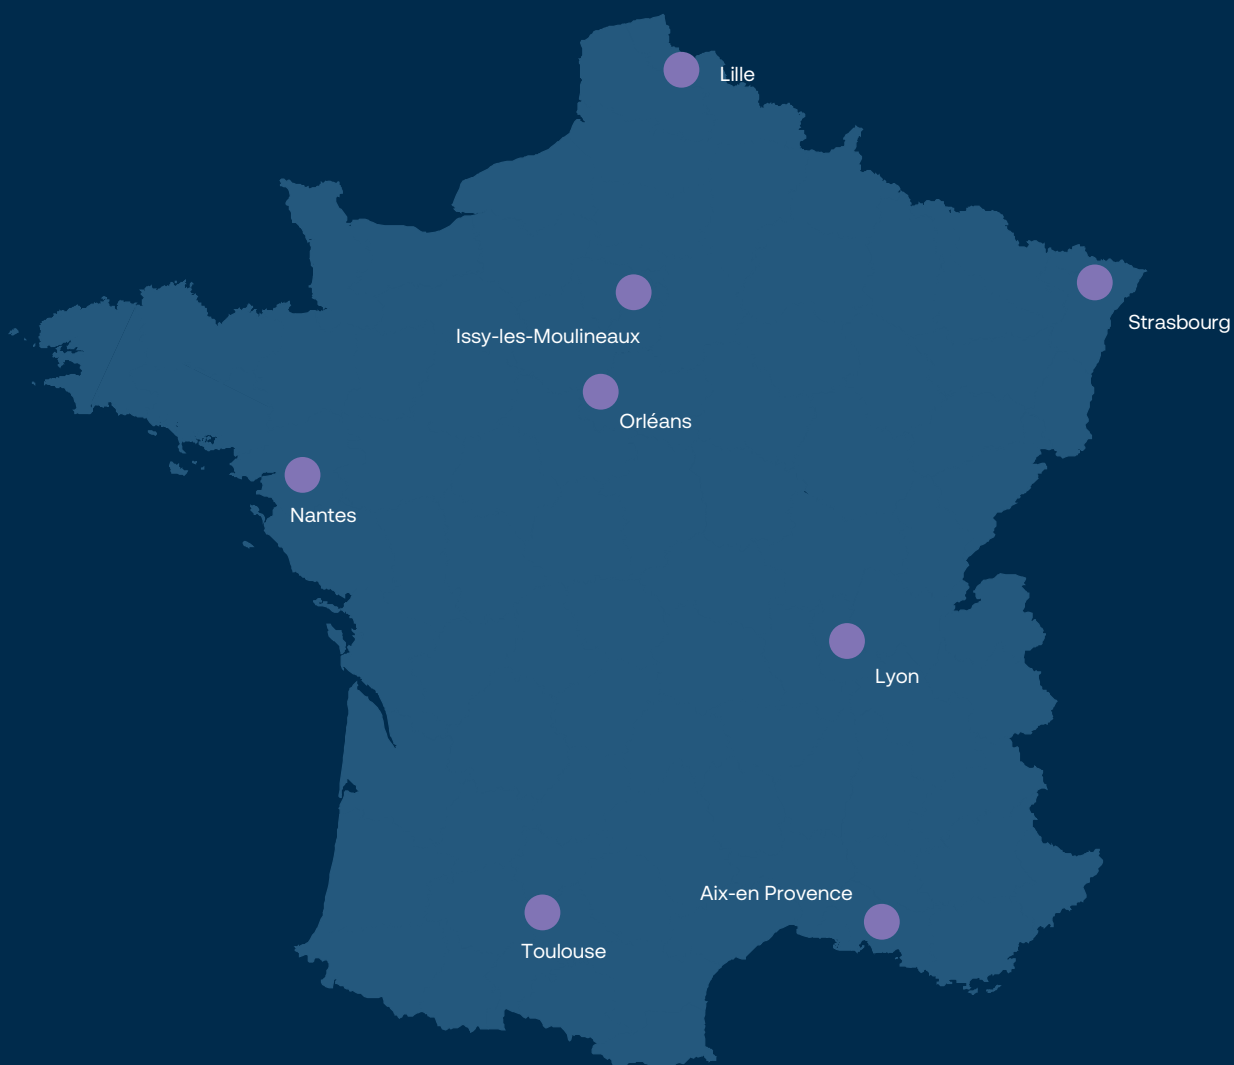 Lille
Strasbourg
Issy-les-Moulineaux
Orléans
Nantes
Lyon
Aix-en Provence
Toulouse